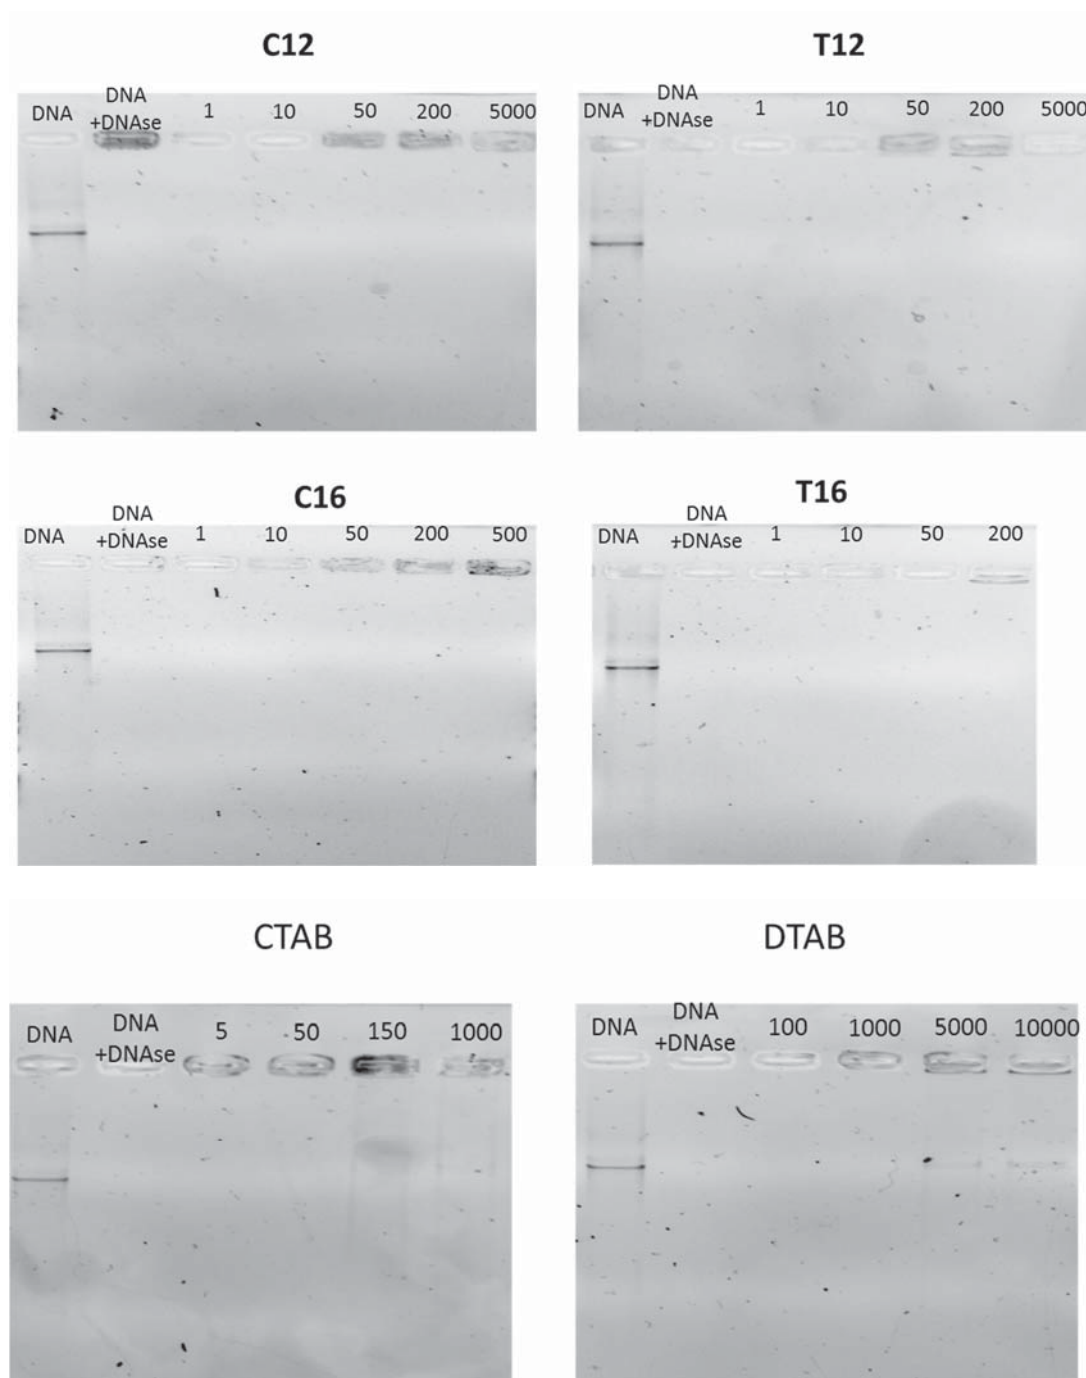 C12
DNA
DNA
+DNAse
1
10
50
200
5000
T12
DNA
DNA
+DNAse
1
10
50
200
5000
C16
DNA
DNA
+DNAse
1
10
50
200
500
T16
DNA
DNA
+DNAse
1
10
50
200
CTAB
DNA
DNA
+DNAse
5
50
150
1000
DTAB
DNA
DNA
+DNAse
100
1000
5000
10000